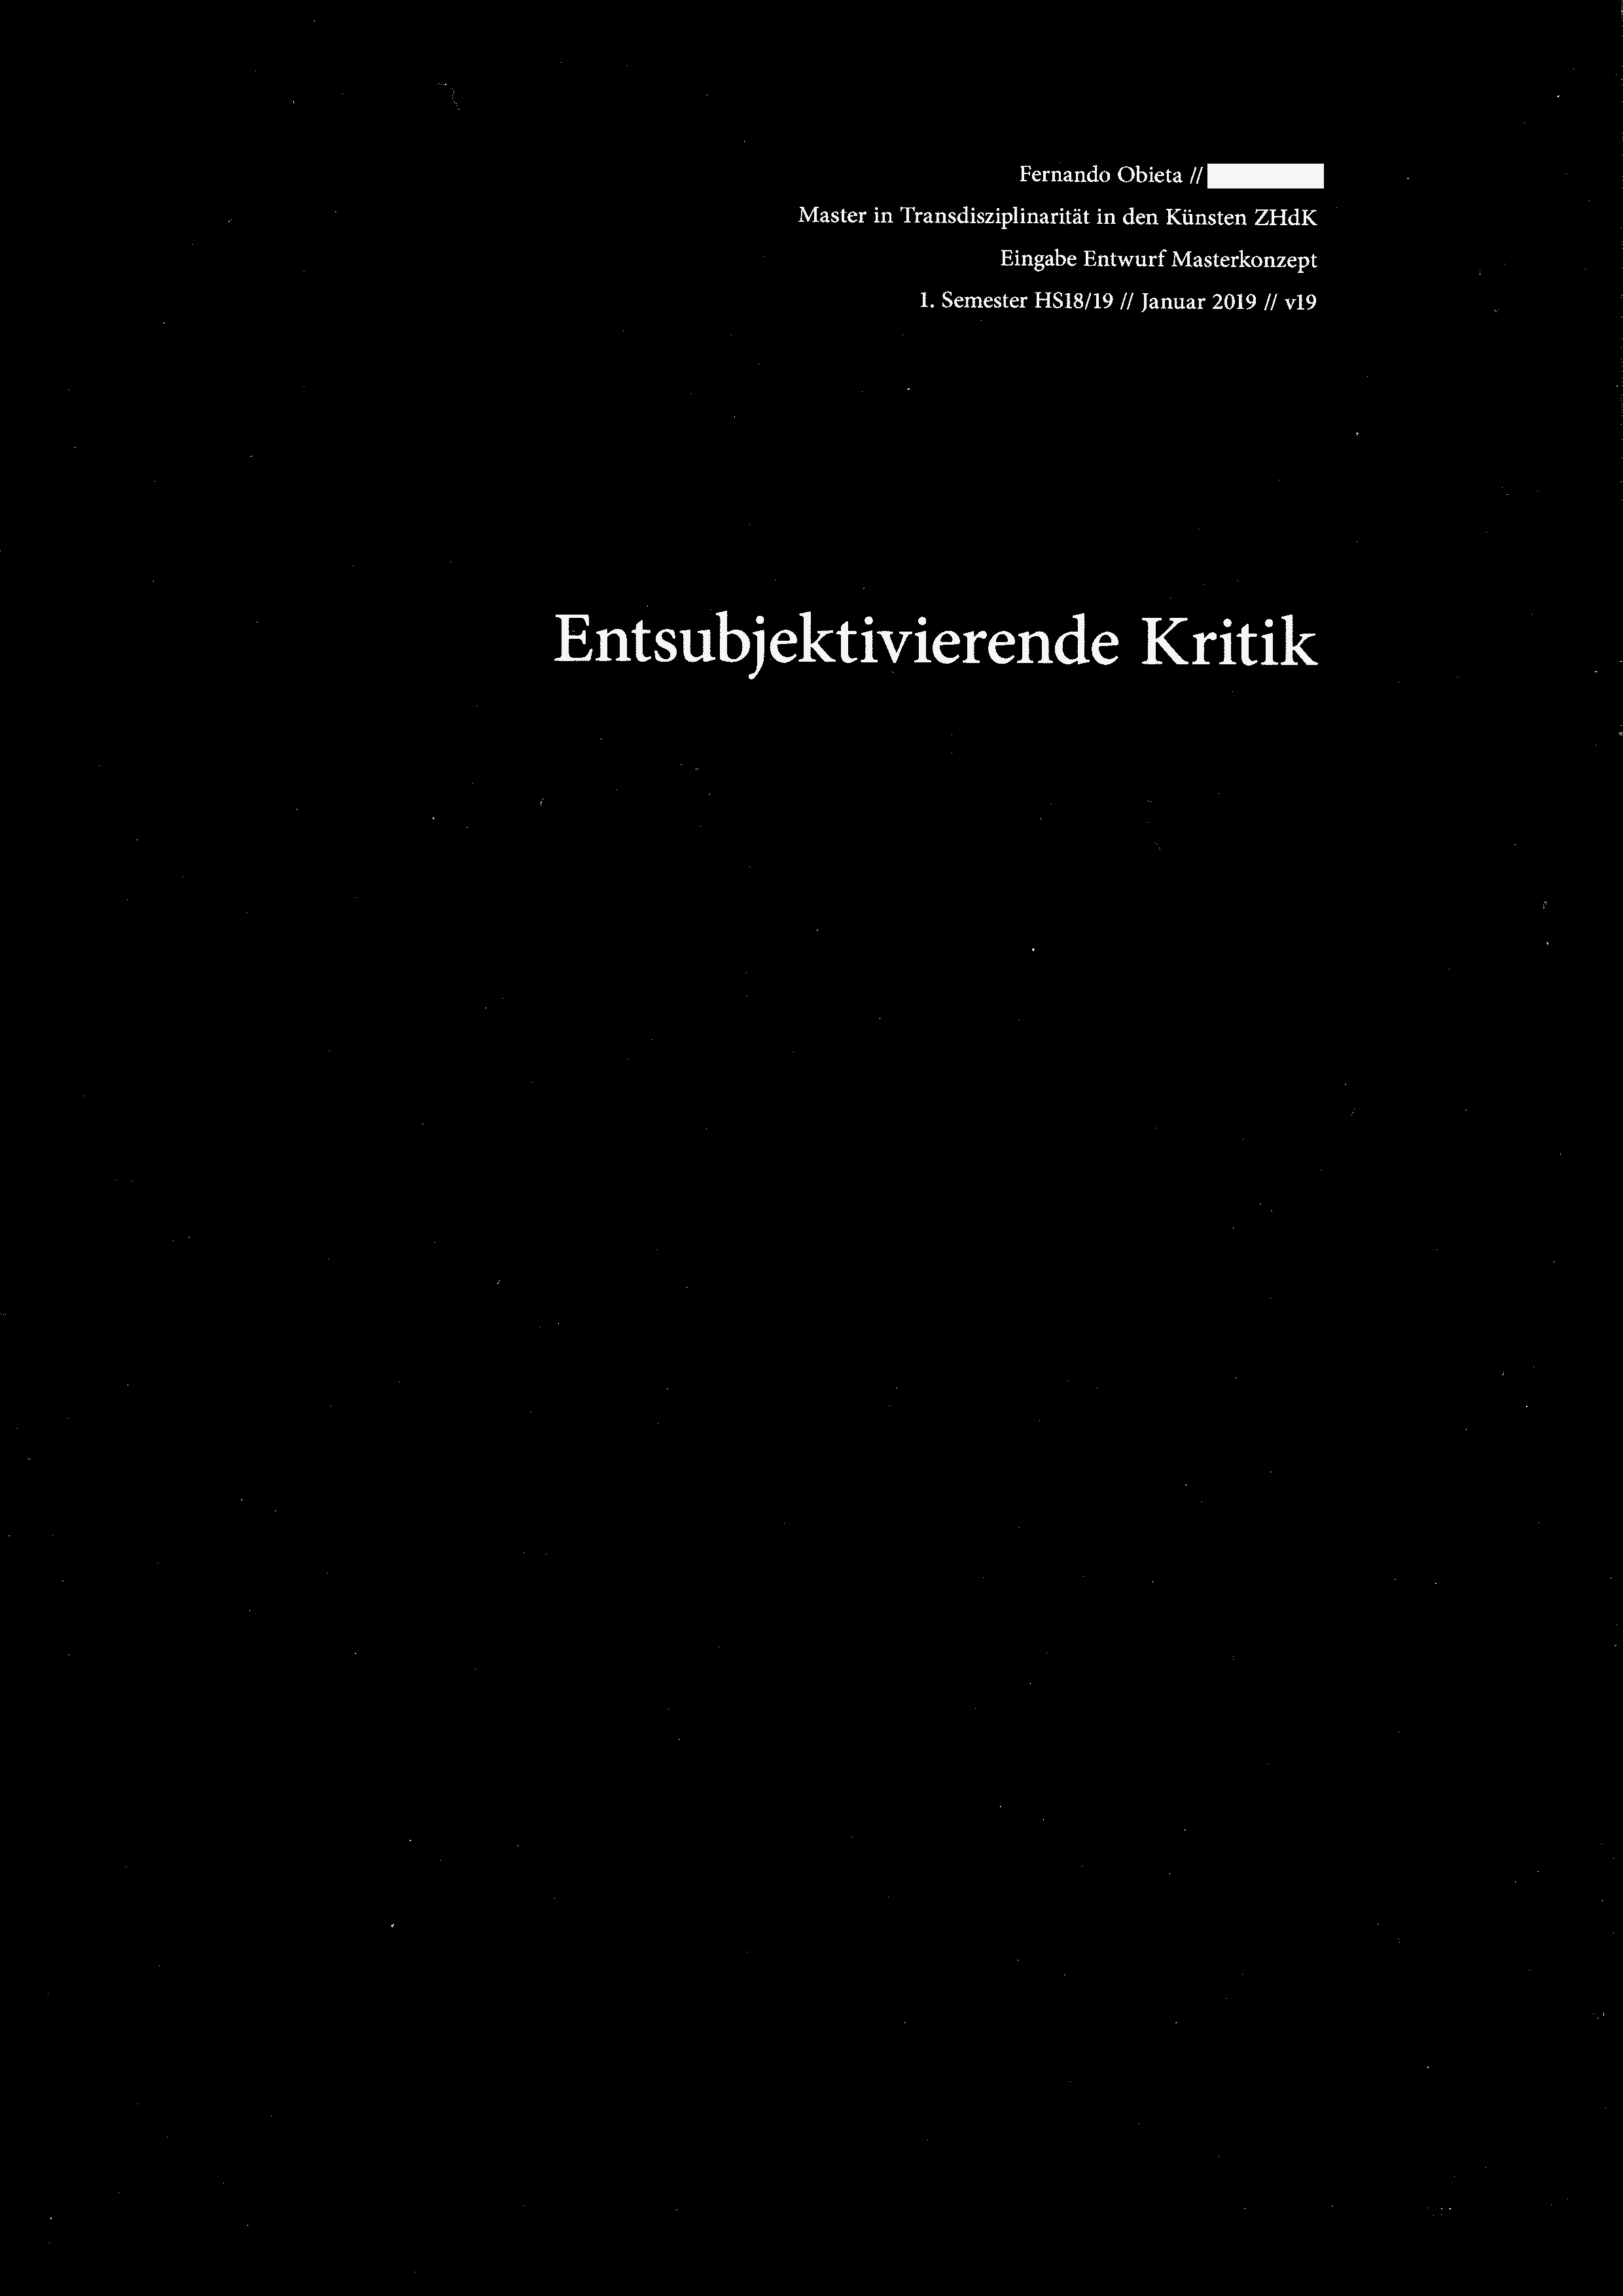 Fernando Obieta //
Master in Transdisziplinarität in den Künsten ZHdK
Eingabe Entwurf Masterkonzept
1. Semester HS18/19 // Januar 2019 // v19
Entsubjektivierende Kritik